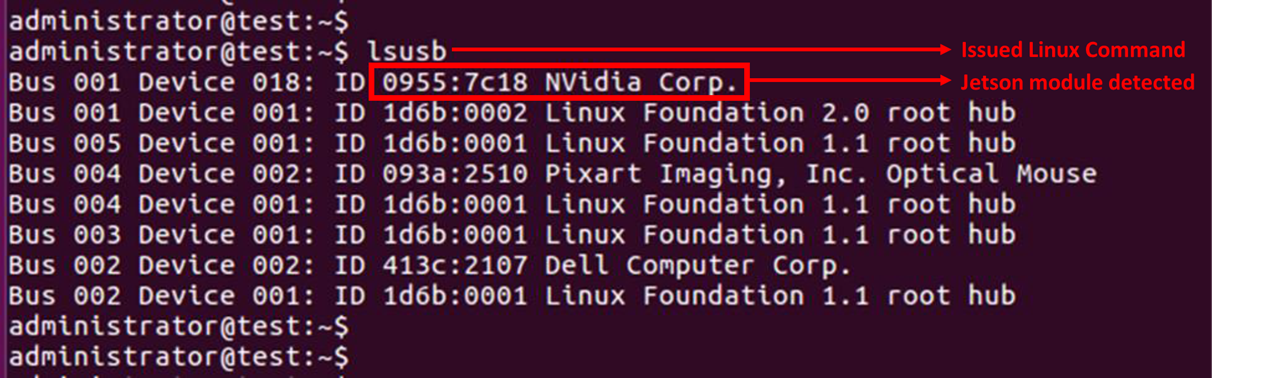 administrator@test:~$
administrator@test:~$ lsusb Issued Linux Command
Bus 001 Device 018: ID 0955:7c18 NVidia Corp. Jetson module detected
Bus 001 Device 001: ID 1d6b:0002 Linux Foundation 2.0 root hub
Bus 005 Device 001: ID 1d6b:0001 Linux Foundation 1.1 root hub
Bus 004 Device 002: ID 093a:2510 Pixart Imaging, Inc. Optical Mouse
Bus 004 Device 001: ID 1d6b:0001 Linux Foundation 1.1 root hub
Bus 003 Device 001: ID 1d6b:0001 Linux Foundation 1.1 root hub
Bus 002 Device 002: ID 413c:2107 Dell Computer Corp.
Bus 002 Device 001: ID 1d6b:0001 Linux Foundation 1.1 root hub
administrator@test:~$
administrator@test:~$